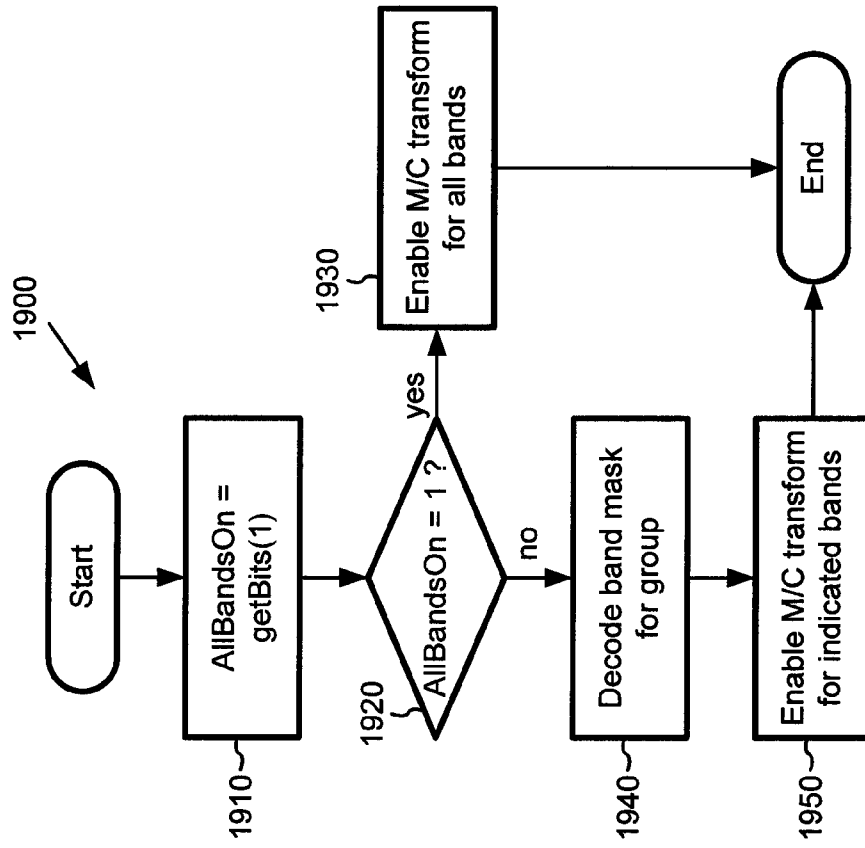 1900
Start
AllBandsOn =
getBits(1)
1910
AllBandsOn = 1 ?
1920
yes
no
Enable M/C transform
for all bands
1930
Decode band mask
for group
1940
Enable M/C transform
for indicated bands
1950
End